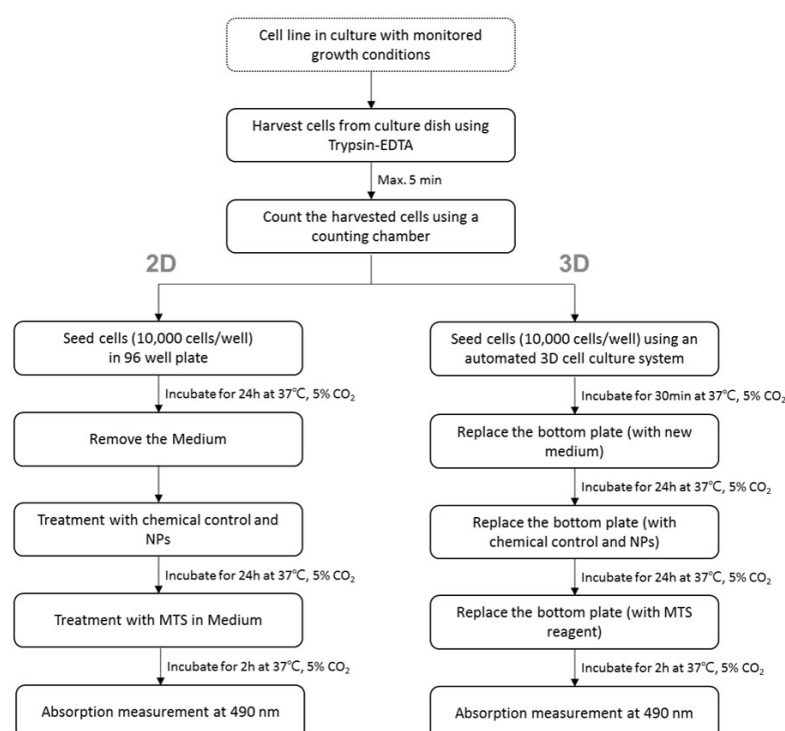 Cell line in culture with monitored
growth conditions
Harvest cells from culture dish using
Trypsin-EDTA
Max. 5 min
Count the harvested cells using a
counting chamber
2D
3D
Seed cells (10,000 cells/well)
in 96 well plate
Incubate for 24h at 37℃, 5% CO₂
Remove the Medium
Treatment with chemical control and
NPs
Incubate for 24h at 37℃, 5% CO₂
Treatment with MTS in Medium
Incubate for 2h at 37℃, 5% CO₂
Absorption measurement at 490 nm
Seed cells (10,000 cells/well) using an
automated 3D cell culture system
Incubate for 30min at 37℃, 5% CO₂
Replace the bottom plate (with new
medium)
Incubate for 24h at 37℃, 5% CO₂
Replace the bottom plate (with
chemical control and NPs)
Incubate for 24h at 37℃, 5% CO₂
Replace the bottom plate (with MTS
reagent)
Incubate for 2h at 37℃, 5% CO₂
Absorption measurement at 490 nm